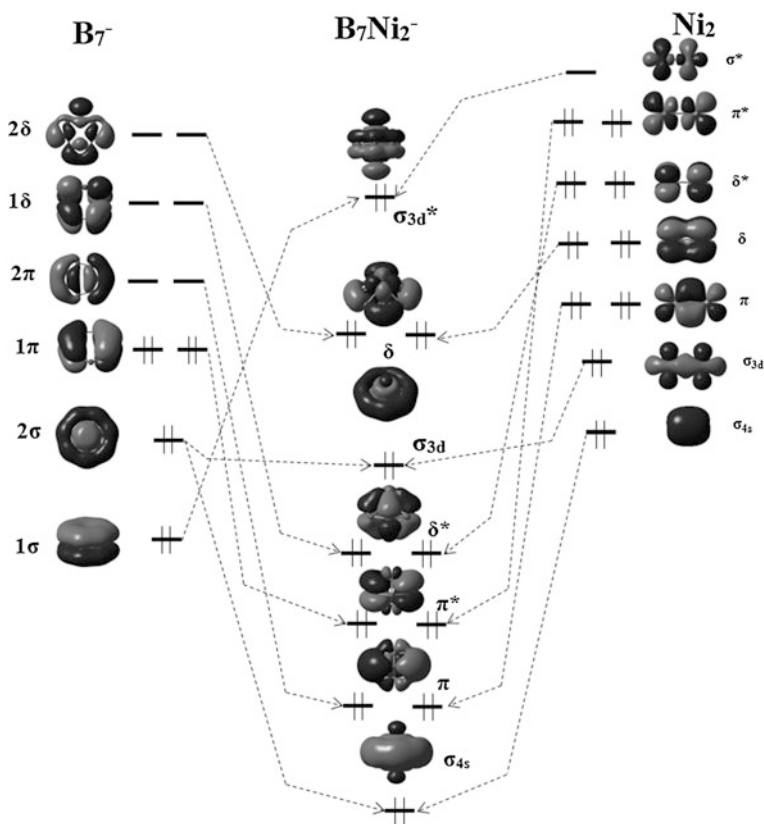 B₇⁻
B₇Ni₂⁻
Ni₂
2δ
1δ
2π
1π
2σ
1σ
σ₃d*
δ
σ₃d
δ*
π*
π
σ₄s
σ*
π*
δ*
δ
π
σ₃d
σ₄s